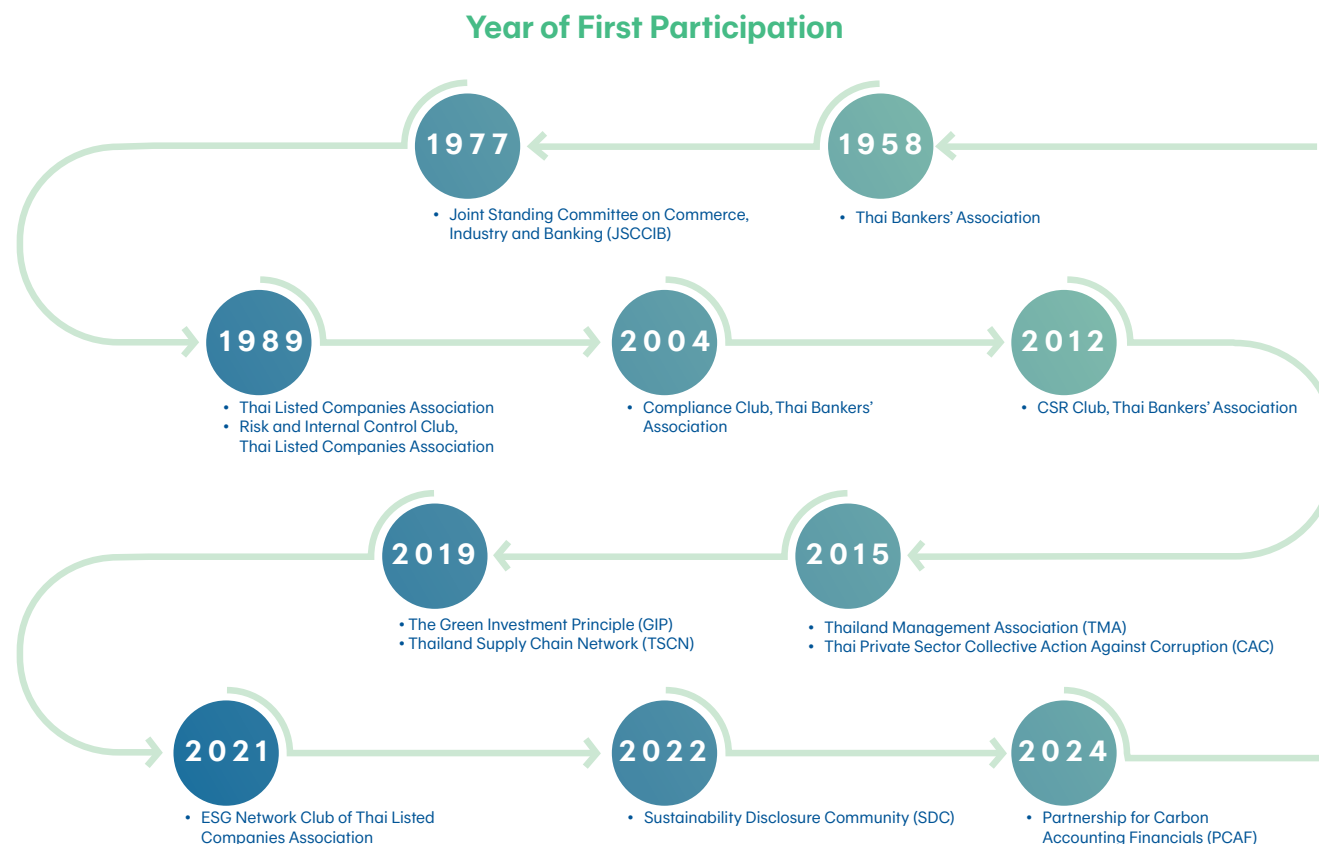 Year of First Participation
1958
• Thai Bankers' Association
1977
• Joint Standing Committee on Commerce,
Industry and Banking (JSCCIB)
1989
• Thai Listed Companies Association
• Risk and Internal Control Club,
Thai Listed Companies Association
2004
• Compliance Club, Thai Bankers'
Association
2012
• CSR Club, Thai Bankers' Association
2015
• Thailand Management Association (TMA)
• Thai Private Sector Collective Action Against Corruption (CAC)
2019
• The Green Investment Principle (GIP)
• Thailand Supply Chain Network (TSCN)
2021
• ESG Network Club of Thai Listed
Companies Association
2022
• Sustainability Disclosure Community (SDC)
2024
• Partnership for Carbon
Accounting Financials (PCAF)